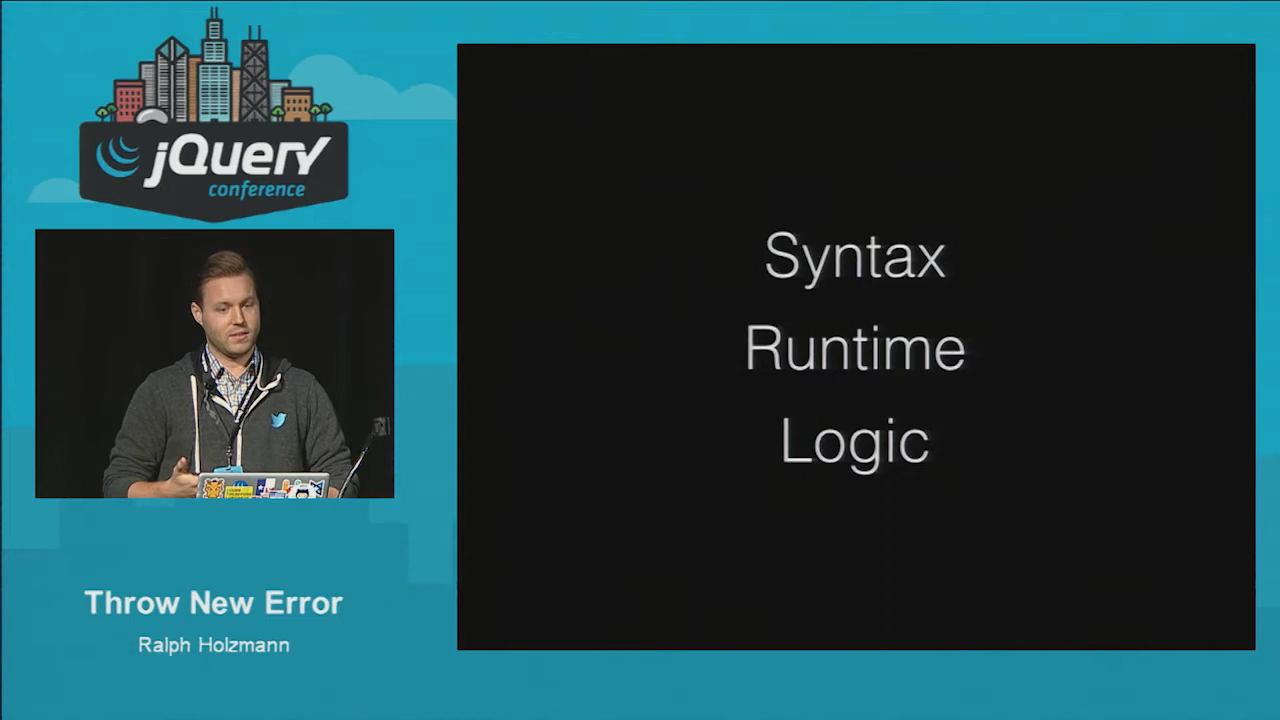 jQuery
conference
Throw New Error
Ralph Holzmann
Syntax
Runtime
Logic